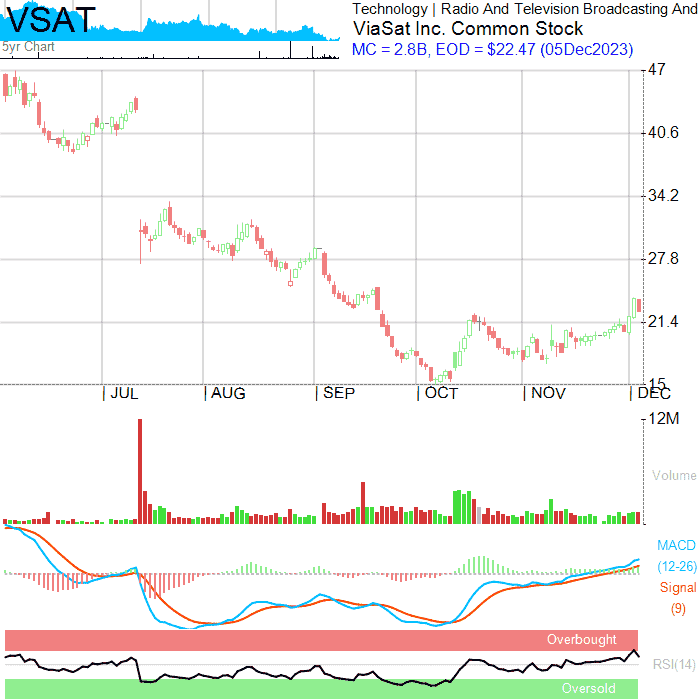 VSAT
5yr Chart
Technology | Radio And Television Broadcasting And
ViaSat Inc. Common Stock
MC = 2.8B, EOD = $22.47 (05Dec2023)
47
40.6
34.2
27.8
21.4
15
| JUL | AUG | SEP | OCT | NOV | DEC
12M
Volume
MACD
(12-26)
Signal
(9)
Overbought
RSI(14)
Oversold